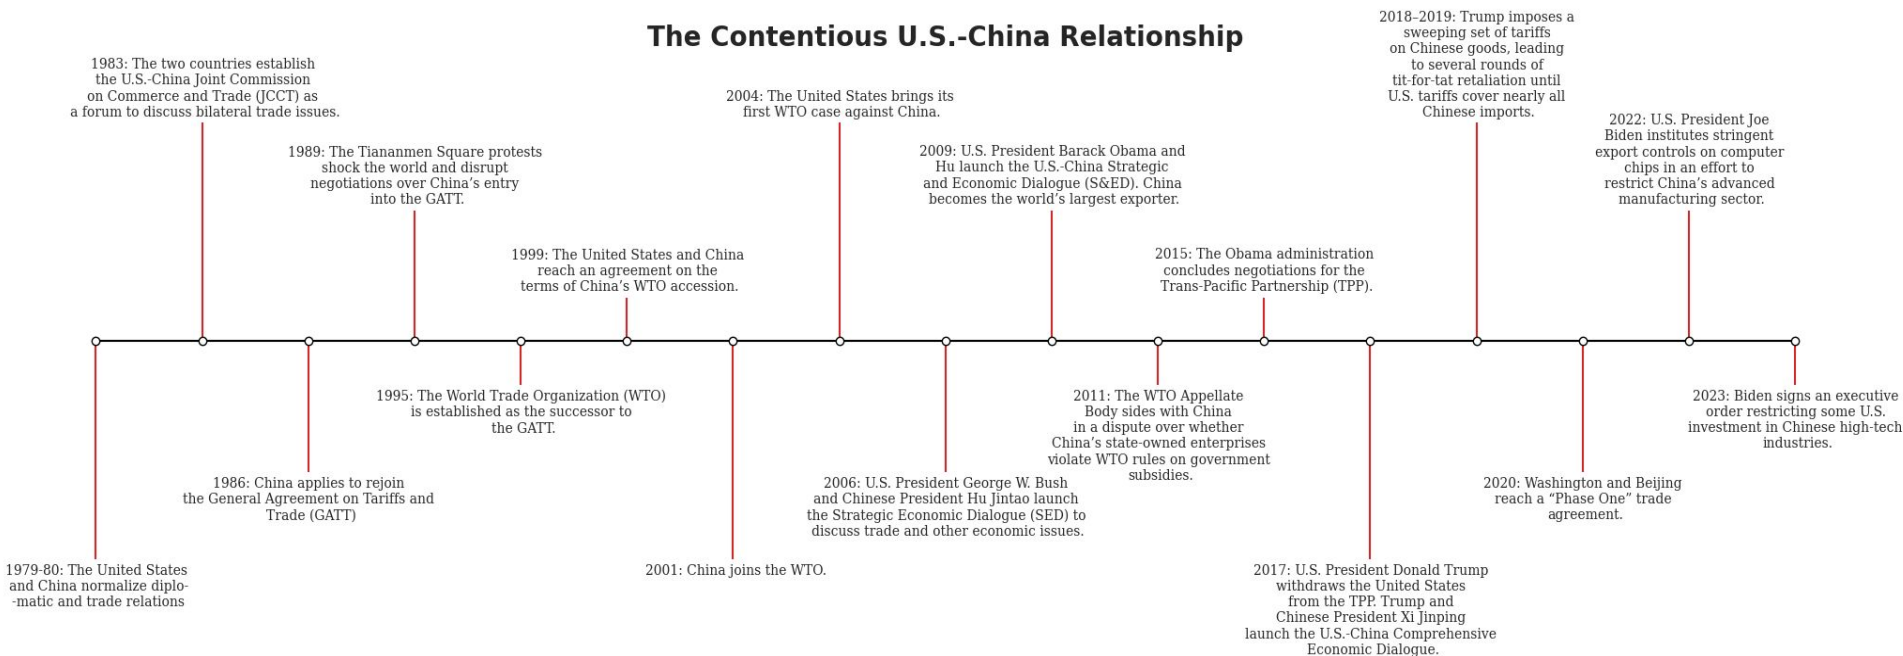 The Contentious U.S.-China Relationship
1979-80: The United States
and China normalize diplo-
-matic and trade relations
1983: The two countries establish
the U.S.-China Joint Commission
on Commerce and Trade (JCCT) as
a forum to discuss bilateral trade issues.
1986: China applies to rejoin
the General Agreement on Tariffs and
Trade (GATT)
1989: The Tiananmen Square protests
shock the world and disrupt
negotiations over China’s entry
into the GATT.
1995: The World Trade Organization (WTO)
is established as the successor to
the GATT.
1999: The United States and China
reach an agreement on the
terms of China’s WTO accession.
2001: China joins the WTO.
2004: The United States brings its
first WTO case against China.
2006: U.S. President George W. Bush
and Chinese President Hu Jintao launch
the Strategic Economic Dialogue (SED) to
discuss trade and other economic issues.
2009: U.S. President Barack Obama and
Hu launch the U.S.-China Strategic
and Economic Dialogue (S&ED). China
becomes the world’s largest exporter.
2011: The WTO Appellate
Body sides with China
in a dispute over whether
China’s state-owned enterprises
violate WTO rules on government
subsidies.
2015: The Obama administration
concludes negotiations for the
Trans-Pacific Partnership (TPP).
2017: U.S. President Donald Trump
withdraws the United States
from the TPP. Trump and
Chinese President Xi Jinping
launch the U.S.-China Comprehensive
Economic Dialogue.
2018–2019: Trump imposes a
sweeping set of tariffs
on Chinese goods, leading
to several rounds of
tit-for-tat retaliation until
U.S. tariffs cover nearly all
Chinese imports.
2020: Washington and Beijing
reach a “Phase One” trade
agreement.
2022: U.S. President Joe
Biden institutes stringent
export controls on computer
chips in an effort to
restrict China’s advanced
manufacturing sector.
2023: Biden signs an executive
order restricting some U.S.
investment in Chinese high-tech
industries.